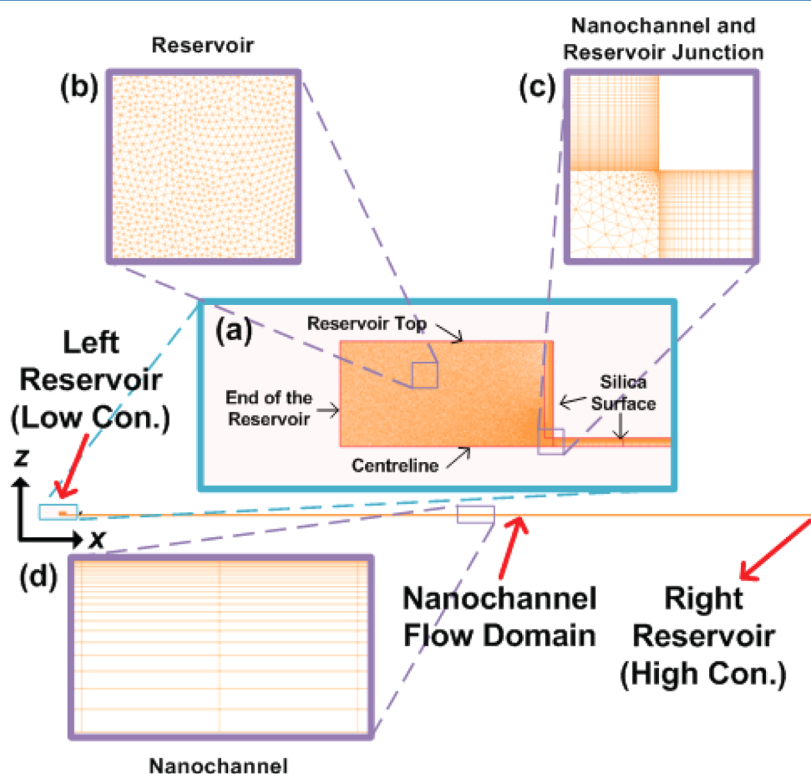 Reservoir
Nanochannel and
Reservoir Junction
(b)
(c)
(a)
Reservoir Top
Left
Reservoir
(Low Con.)
End of the
Reservoir
Silica
Surface
Centreline
z
x
(d)
Nanochannel
Flow Domain
Right
Reservoir
(High Con.)
Nanochannel